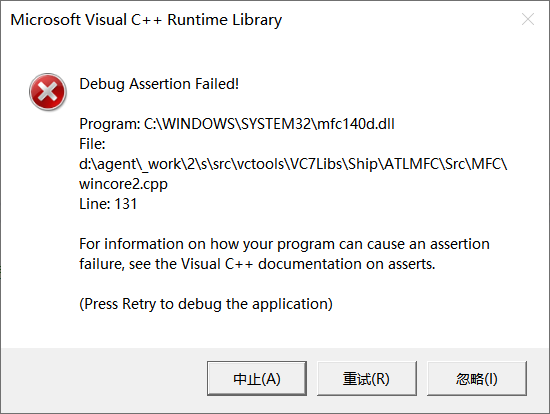 Microsoft Visual C++ Runtime Library
Debug Assertion Failed!
Program: C:\WINDOWS\SYSTEM32\mfc140d.dll
File:
d:\agent\_work\2\s\src\vctools\VC7Libs\Ship\ATLMFC\Src\MFC\
wincore2.cpp
Line: 131
For information on how your program can cause an assertion
failure, see the Visual C++ documentation on asserts.
(Press Retry to debug the application)
中止(A) 重试(R) 忽略(I)